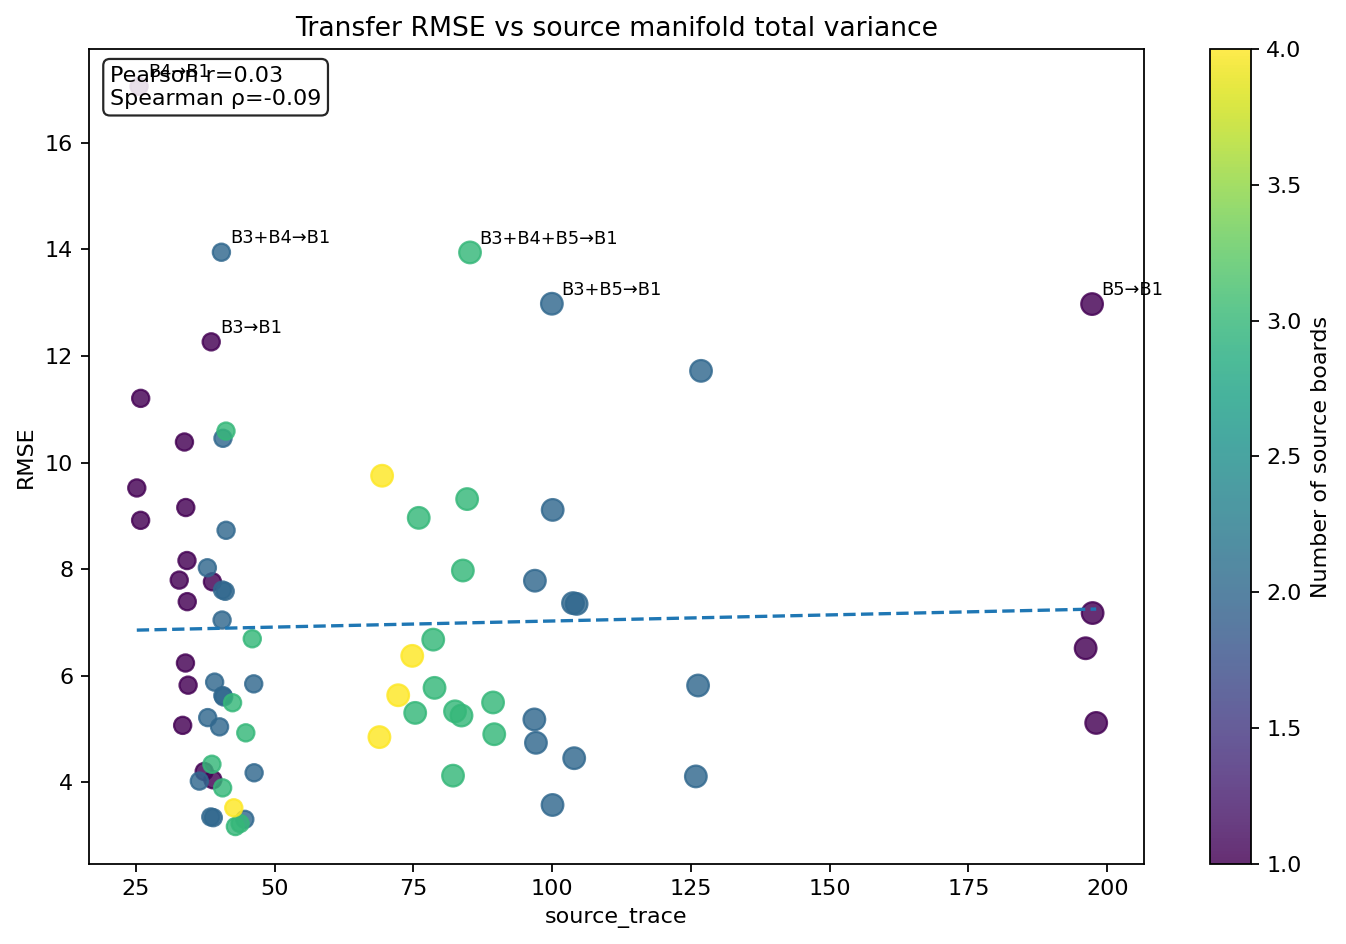 Transfer RMSE vs source manifold total variance
B4→B1
Pearson r=0.03
Spearman ρ=-0.09
B3+B4→B1
B3+B4+B5→B1
B3+B5→B1
B5→B1
B3→B1
16
14
12
10
8
6
4
RMSE
25
50
75
100
125
150
175
200
source_trace
4.0
3.5
3.0
2.5
2.0
1.5
1.0
Number of source boards